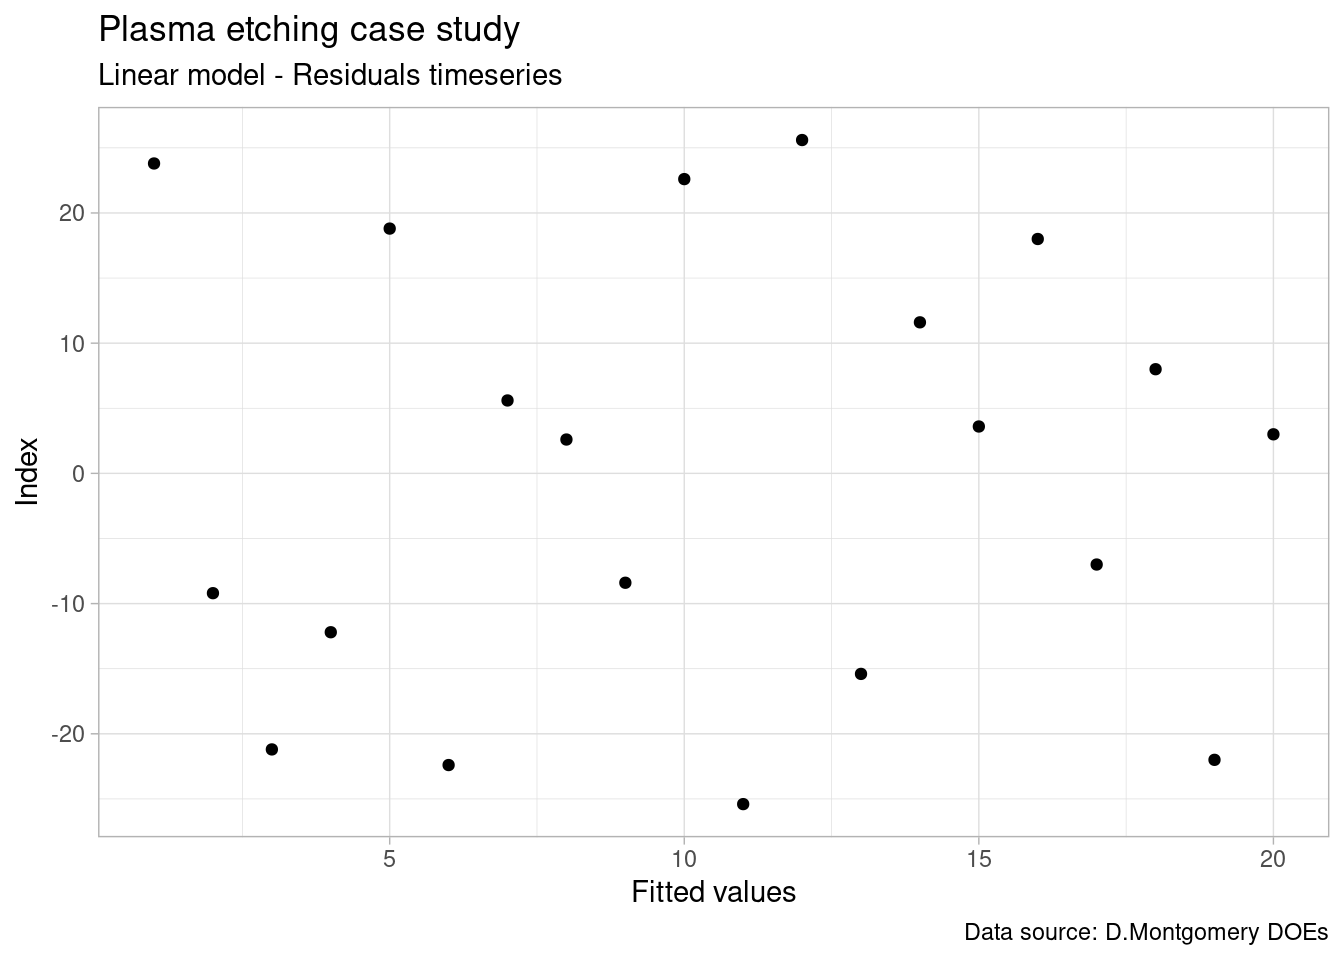 Plasma etching case study
Linear model - Residuals timeseries
Index
20
10
0
-10
-20
5 10 15 20
Fitted values
Data source: D.Montgomery DOEs